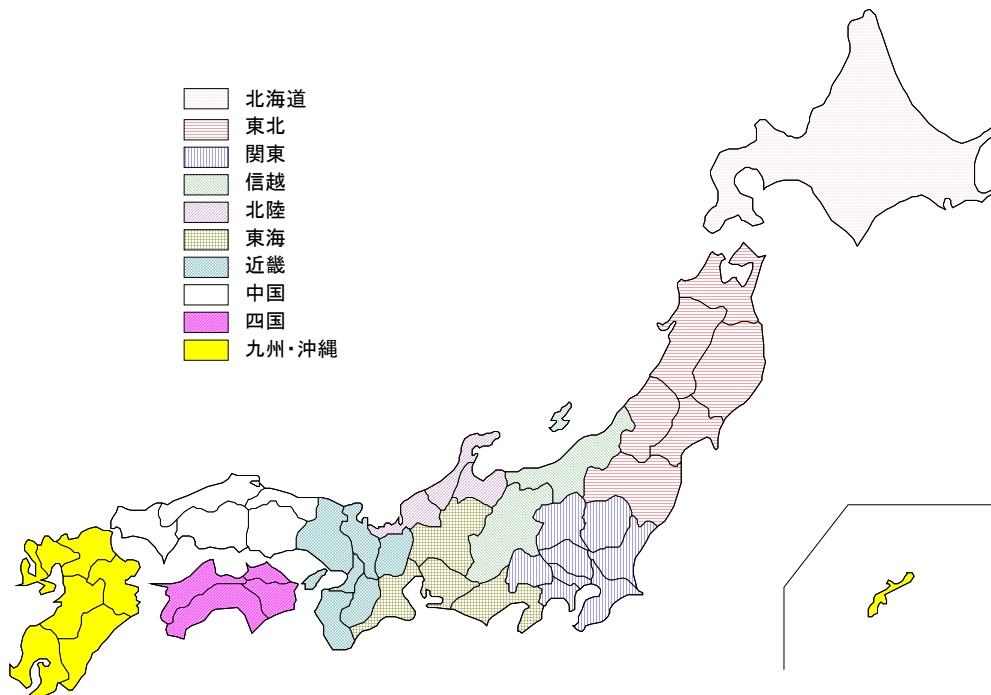 北海道
東北
関東
信越
北陸
東海
近畿
中国
四国
九州・沖縄